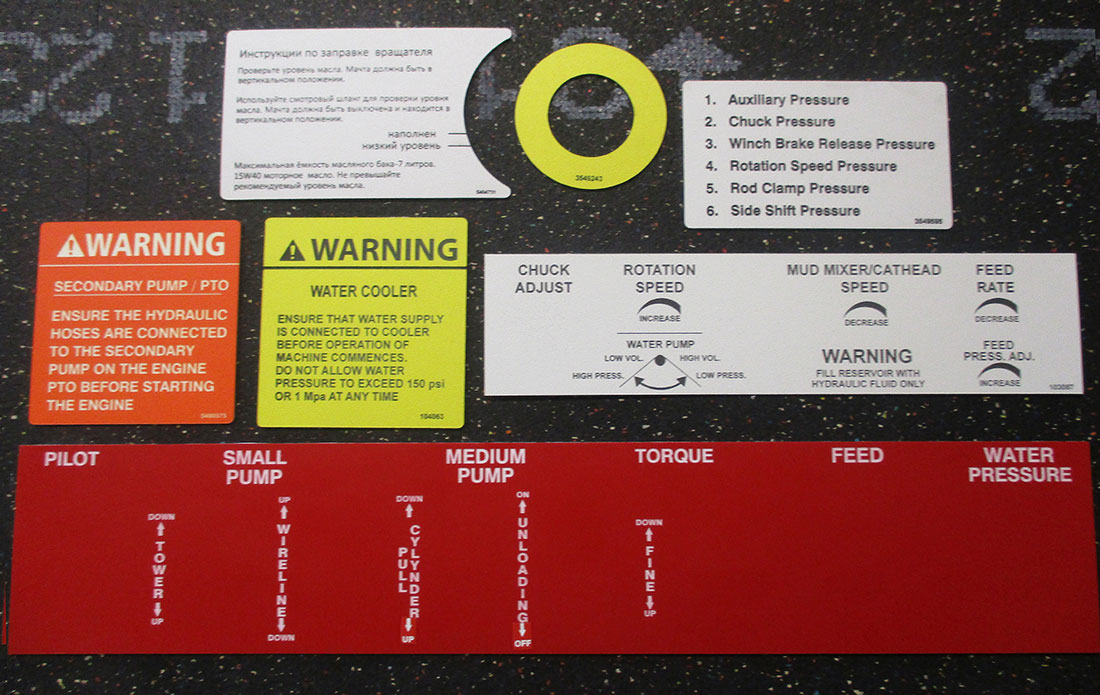 Инструкции по заправке вращателя
Проверьте уровень масла. Мачта должна быть в
вертикальном положении.
Используйте смотровый шланг для проверки уровня
масла. Мачта должна быть выключена и находится в
вертикальном положении.
наполнен
низкий уровень
Максимальная ёмкость масляного бака-7 литров.
15W40 моторное масло. Не превышайте
рекомендуемый уровень масла.
3549243
1. Auxiliary Pressure
2. Chuck Pressure
3. Winch Brake Release Pressure
4. Rotation Speed Pressure
5. Rod Clamp Pressure
6. Side Shift Pressure
3549698
WARNING
SECONDARY PUMP / PTO
ENSURE THE HYDRAULIC
HOSES ARE CONNECTED
TO THE SECONDARY
PUMP ON THE ENGINE
PTO BEFORE STARTING
THE ENGINE
WARNING
WATER COOLER
ENSURE THAT WATER SUPPLY
IS CONNECTED TO COOLER
BEFORE OPERATION OF
MACHINE COMMENCES.
DO NOT ALLOW WATER
PRESSURE TO EXCEED 150 psi
OR 1 Mpa AT ANY TIME
104063
CHUCK
ADJUST
ROTATION
SPEED
INCREASE
WATER PUMP
LOW VOL. HIGH VOL.
HIGH PRESS. LOW PRESS.
MUD MIXER/CATHEAD
SPEED
DECREASE
WARNING
FILL RESERVOIR WITH
HYDRAULIC FLUID ONLY
FEED
RATE
DECREASE
FEED
PRESS. ADJ.
INCREASE
103087
PILOT
SMALL
PUMP
MEDIUM
PUMP
TORQUE
FEED
WATER
PRESSURE
DOWN
TOWER
UP
UP
WIRELINE
DOWN
DOWN
PULL
CYLYNDER
UP
ON
UNLOADING
OFF
DOWN
FINE
UP